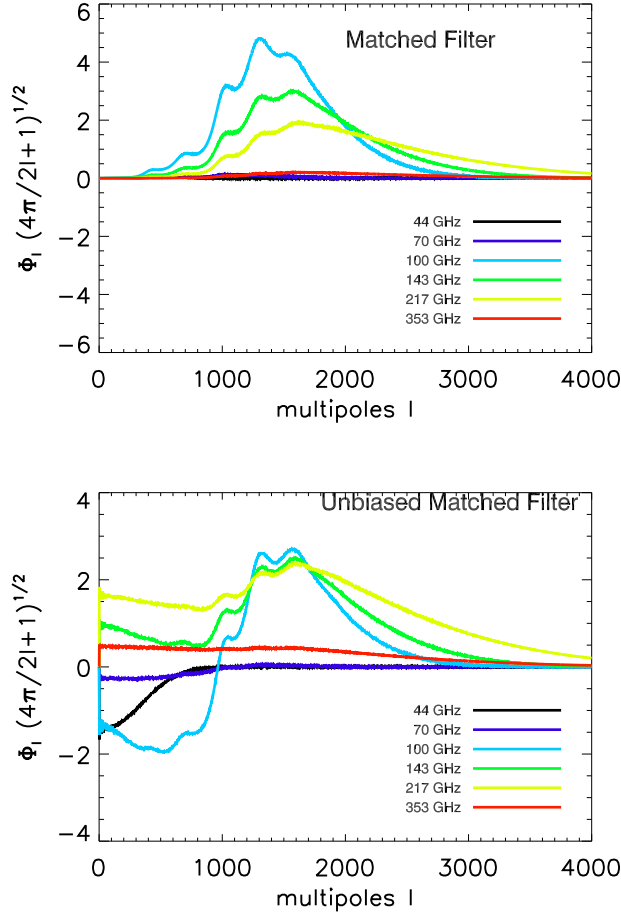 Matched Filter
6
4
2
0
−2
−4
−6
Φl (4π/2l+1)^1/2
44 GHz
70 GHz
100 GHz
143 GHz
217 GHz
353 GHz
0 1000 2000 3000 4000
multipoles l
Unbiased Matched Filter
4
2
0
−2
−4
Φl (4π/2l+1)^1/2
44 GHz
70 GHz
100 GHz
143 GHz
217 GHz
353 GHz
0 1000 2000 3000 4000
multipoles l